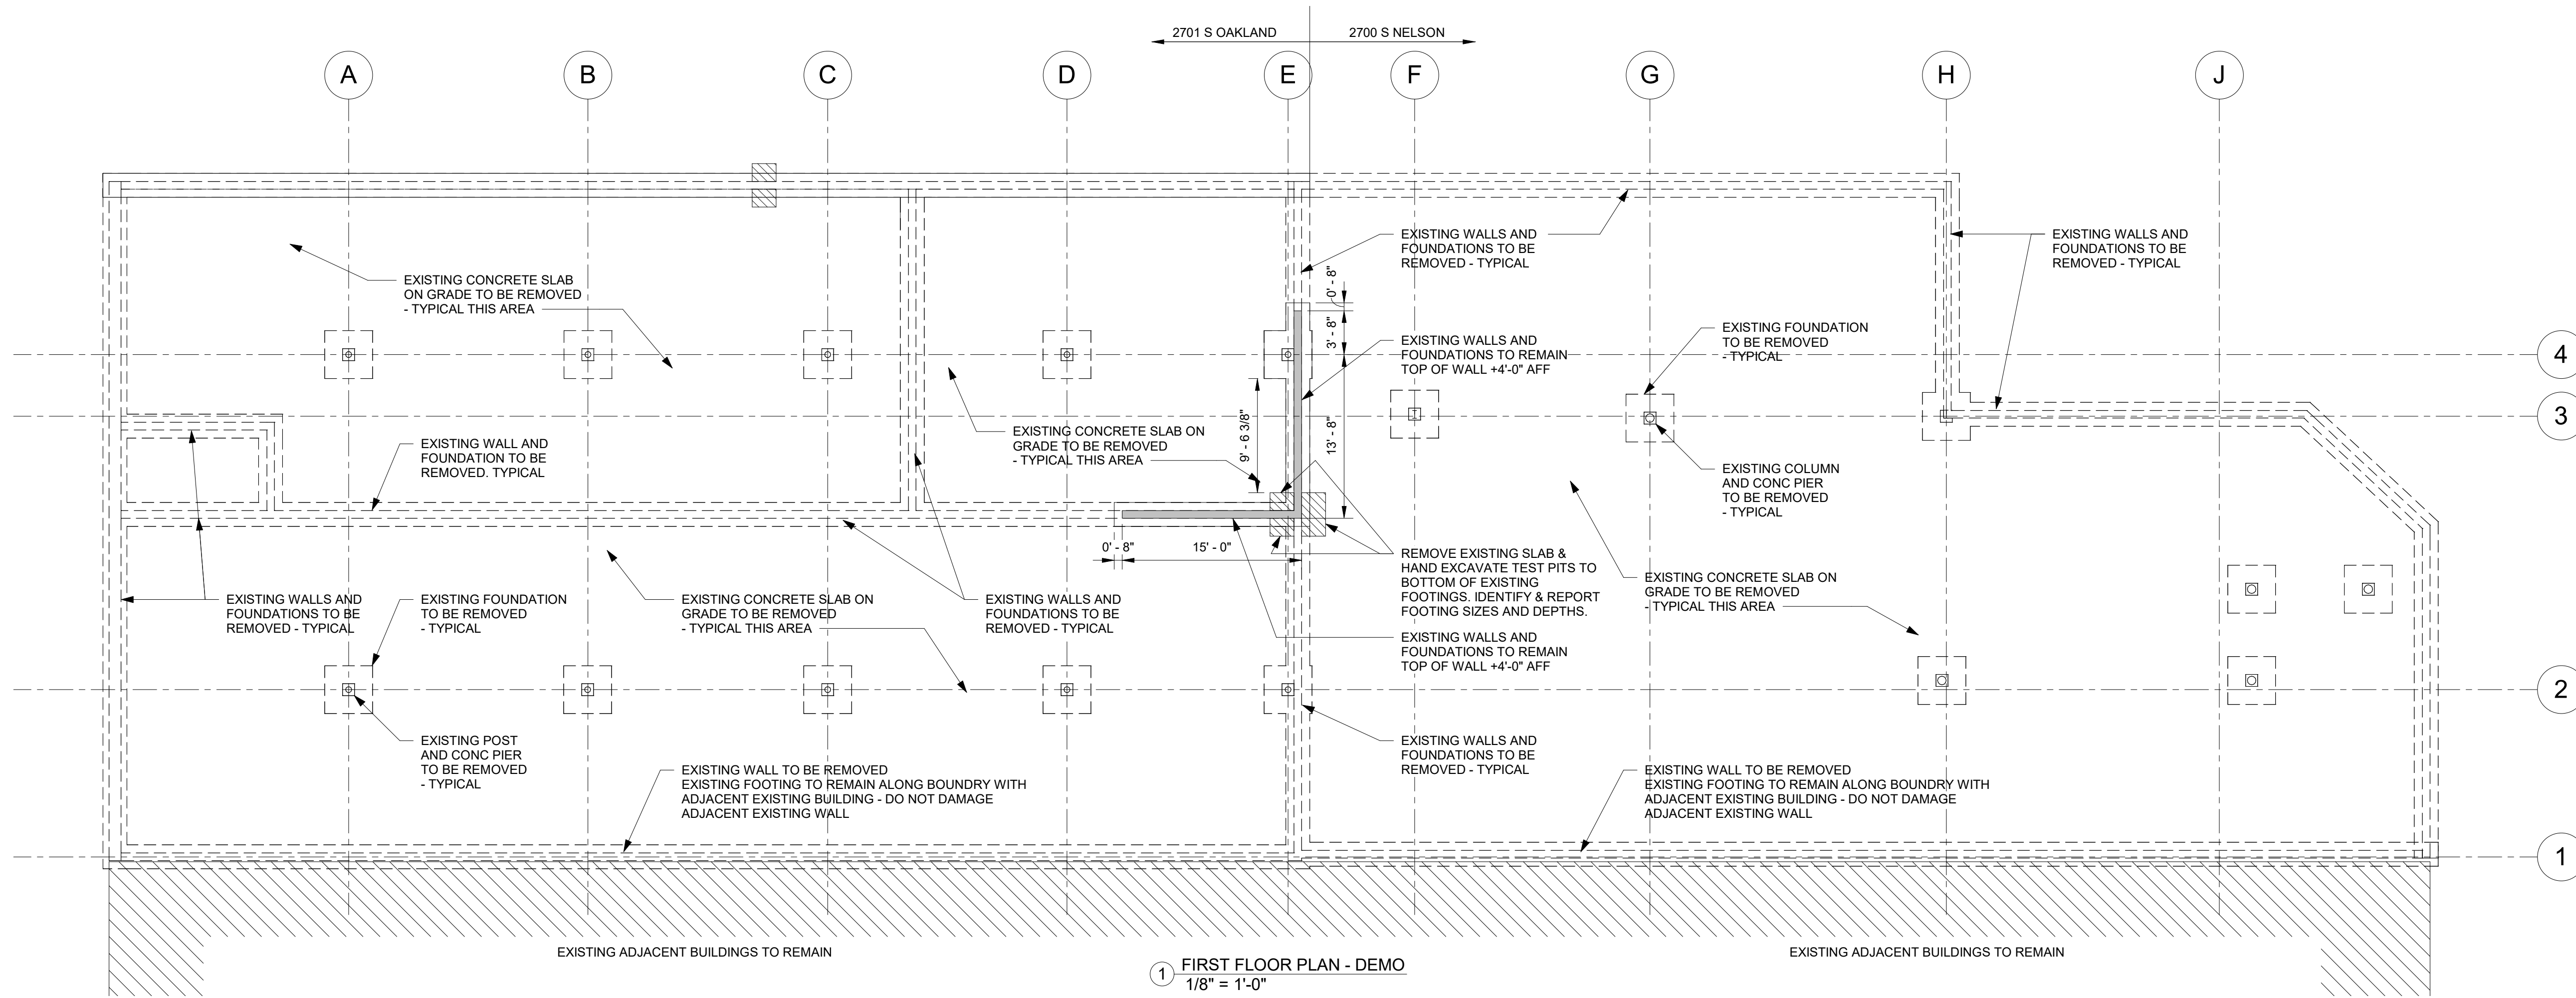 2701 S OAKLAND
2700 S NELSON
A
B
C
D
E
F
G
H
J
EXISTING WALLS AND
FOUNDATIONS TO BE
REMOVED - TYPICAL
EXISTING WALLS AND
FOUNDATIONS TO BE
REMOVED - TYPICAL
EXISTING CONCRETE SLAB
ON GRADE TO BE REMOVED
- TYPICAL THIS AREA
0' - 8"
3' - 8"
13' - 8"
9' - 6 3/8"
EXISTING WALLS AND
FOUNDATIONS TO REMAIN
TOP OF WALL +4'-0" AFF
EXISTING FOUNDATION
TO BE REMOVED
- TYPICAL
4
3
EXISTING WALL AND
FOUNDATION TO BE
REMOVED. TYPICAL
EXISTING CONCRETE SLAB ON
GRADE TO BE REMOVED
- TYPICAL THIS AREA
EXISTING COLUMN
AND CONC PIER
TO BE REMOVED
- TYPICAL
0' - 8"
15' - 0"
REMOVE EXISTING SLAB &
HAND EXCAVATE TEST PITS TO
BOTTOM OF EXISTING
FOOTINGS. IDENTIFY & REPORT
FOOTING SIZES AND DEPTHS.
EXISTING CONCRETE SLAB ON
GRADE TO BE REMOVED
- TYPICAL THIS AREA
EXISTING WALLS AND
FOUNDATIONS TO BE
REMOVED - TYPICAL
EXISTING FOUNDATION
TO BE REMOVED
- TYPICAL
EXISTING CONCRETE SLAB ON
GRADE TO BE REMOVED
- TYPICAL THIS AREA
EXISTING WALLS AND
FOUNDATIONS TO BE
REMOVED - TYPICAL
EXISTING WALLS AND
FOUNDATIONS TO REMAIN
TOP OF WALL +4'-0" AFF
2
EXISTING POST
AND CONC PIER
TO BE REMOVED
- TYPICAL
EXISTING WALL TO BE REMOVED
EXISTING FOOTING TO REMAIN ALONG BOUNDRY WITH
ADJACENT EXISTING BUILDING - DO NOT DAMAGE
ADJACENT EXISTING WALL
EXISTING WALLS AND
FOUNDATIONS TO BE
REMOVED - TYPICAL
EXISTING WALL TO BE REMOVED
EXISTING FOOTING TO REMAIN ALONG BOUNDRY WITH
ADJACENT EXISTING BUILDING - DO NOT DAMAGE
ADJACENT EXISTING WALL
1
EXISTING ADJACENT BUILDINGS TO REMAIN
EXISTING ADJACENT BUILDINGS TO REMAIN
1 FIRST FLOOR PLAN - DEMO
1/8" = 1'-0"